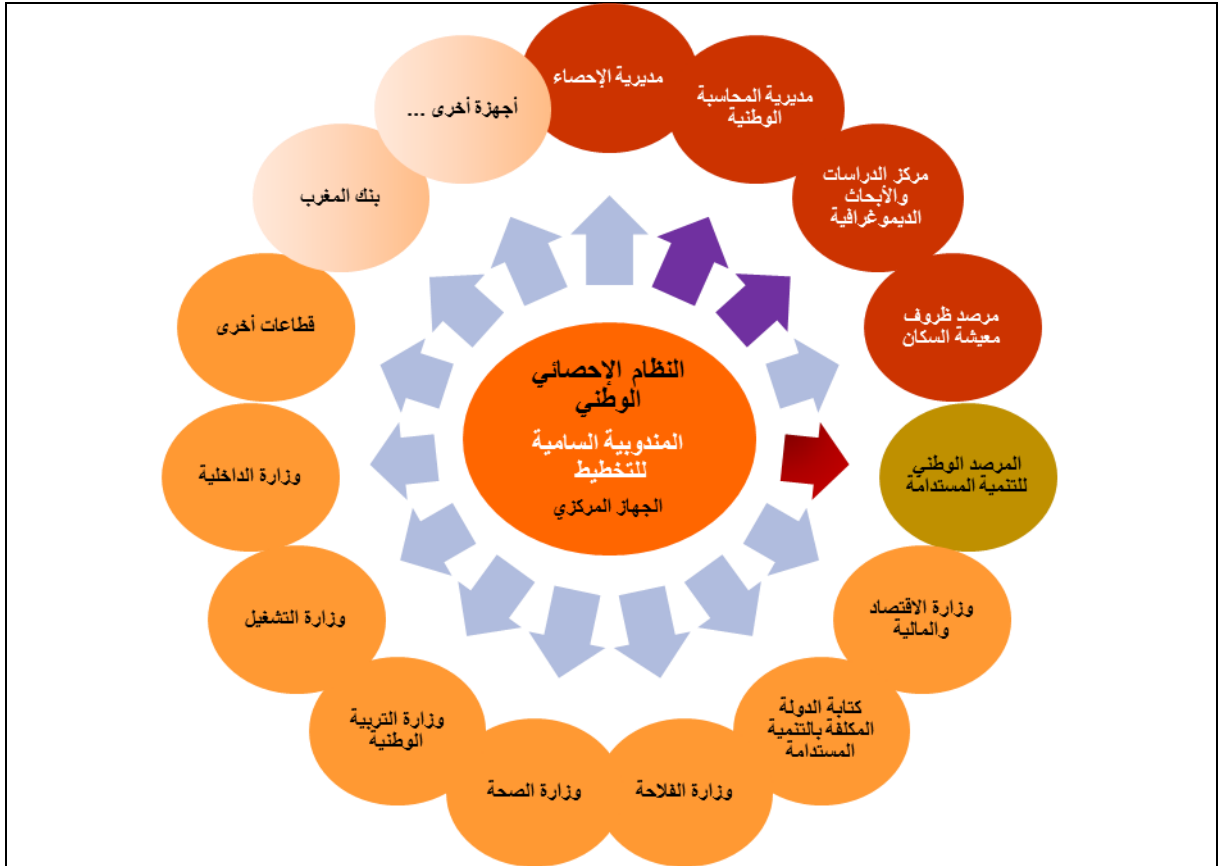 النظام الإحصائي
الوطني
المندوبية السامية
للتخطيط
الجهاز المركزي
مديرية الإحصاء
مديرية المحاسبة
الوطنية
مركز الدراسات
والأبحاث
الديموغرافية
مرصد ظروف
معيشة السكان
المرصد الوطني
للتنمية المستدامة
وزارة الاقتصاد
والمالية
كتابة الدولة
المكلفة بالتنمية
المستدامة
وزارة الفلاحة
وزارة الصحة
وزارة التربية
الوطنية
وزارة التشغيل
وزارة الداخلية
قطاعات أخرى
بنك المغرب
أجهزة أخرى ...